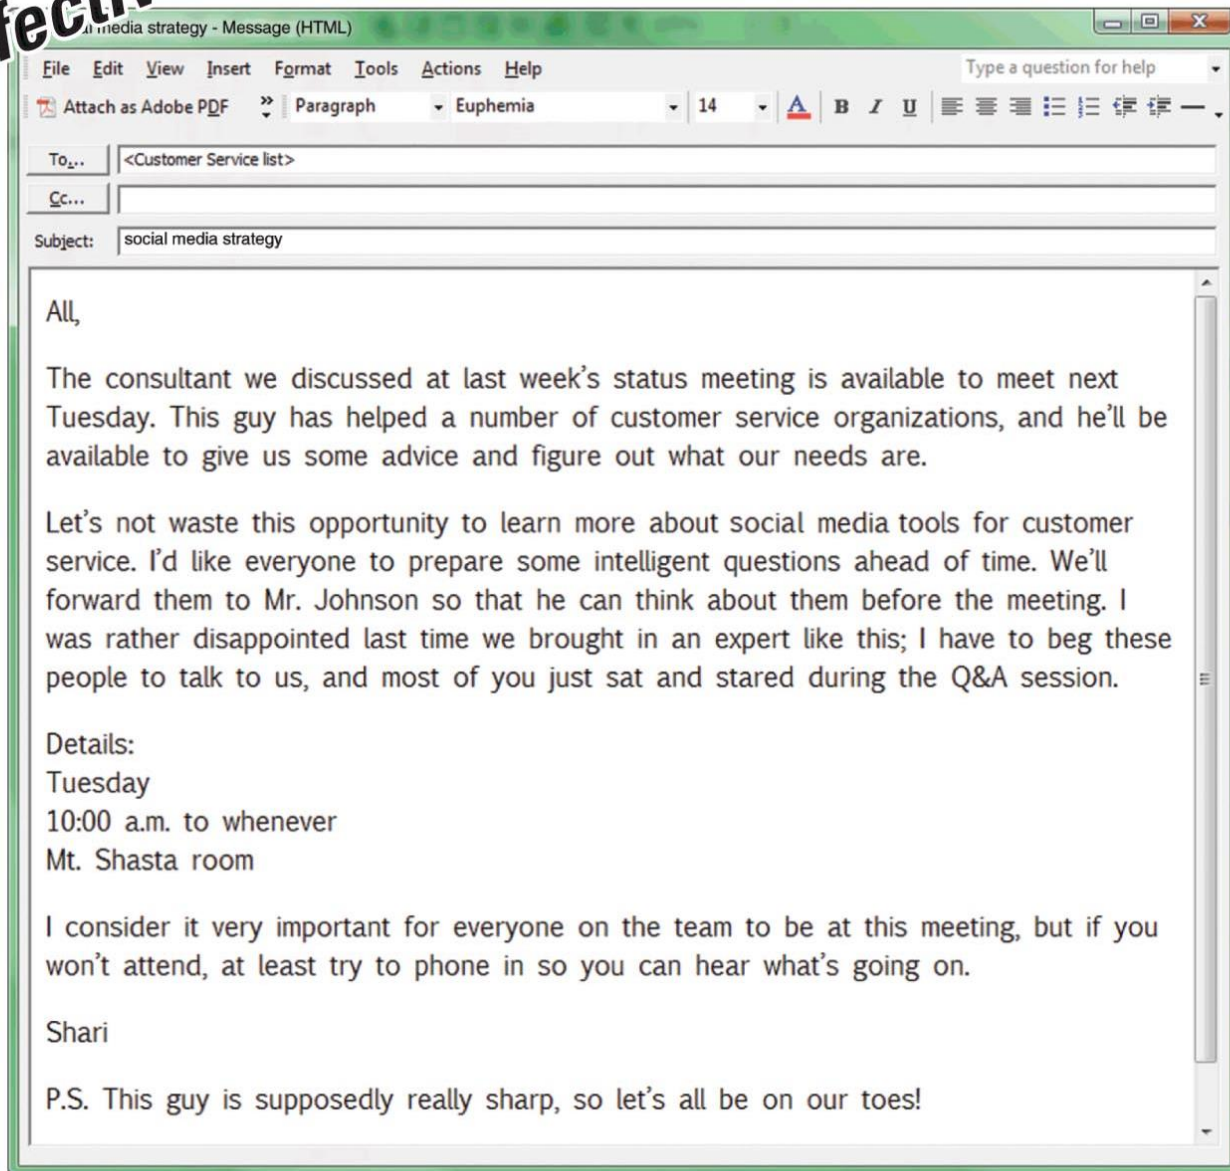 media strategy - Message (HTML)
File Edit View Insert Format Tools Actions Help
Type a question for help
Attach as Adobe PDF
Paragraph
Euphemia
14
A B I U
To...
<Customer Service list>
Cc...
Subject:
social media strategy
All,
The consultant we discussed at last week's status meeting is available to meet next
Tuesday. This guy has helped a number of customer service organizations, and he'll be
available to give us some advice and figure out what our needs are.
Let's not waste this opportunity to learn more about social media tools for customer
service. I'd like everyone to prepare some intelligent questions ahead of time. We'll
forward them to Mr. Johnson so that he can think about them before the meeting. I
was rather disappointed last time we brought in an expert like this; I have to beg these
people to talk to us, and most of you just sat and stared during the Q&A session.
Details:
Tuesday
10:00 a.m. to whenever
Mt. Shasta room
I consider it very important for everyone on the team to be at this meeting, but if you
won't attend, at least try to phone in so you can hear what's going on.
Shari
P.S. This guy is supposedly really sharp, so let's all be on our toes!